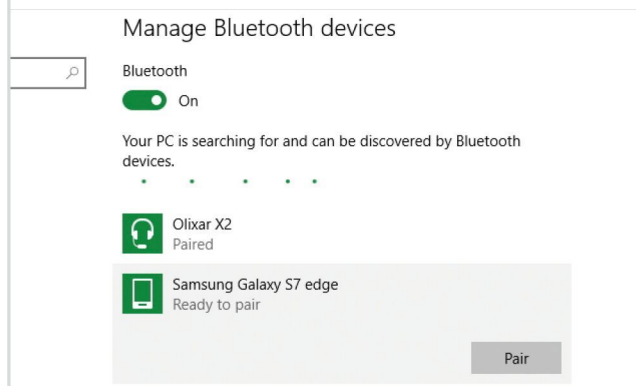 Manage Bluetooth devices
Bluetooth
On
Your PC is searching for and can be discovered by Bluetooth
devices.
Olixar X2
Paired
Samsung Galaxy S7 edge
Ready to pair
Pair